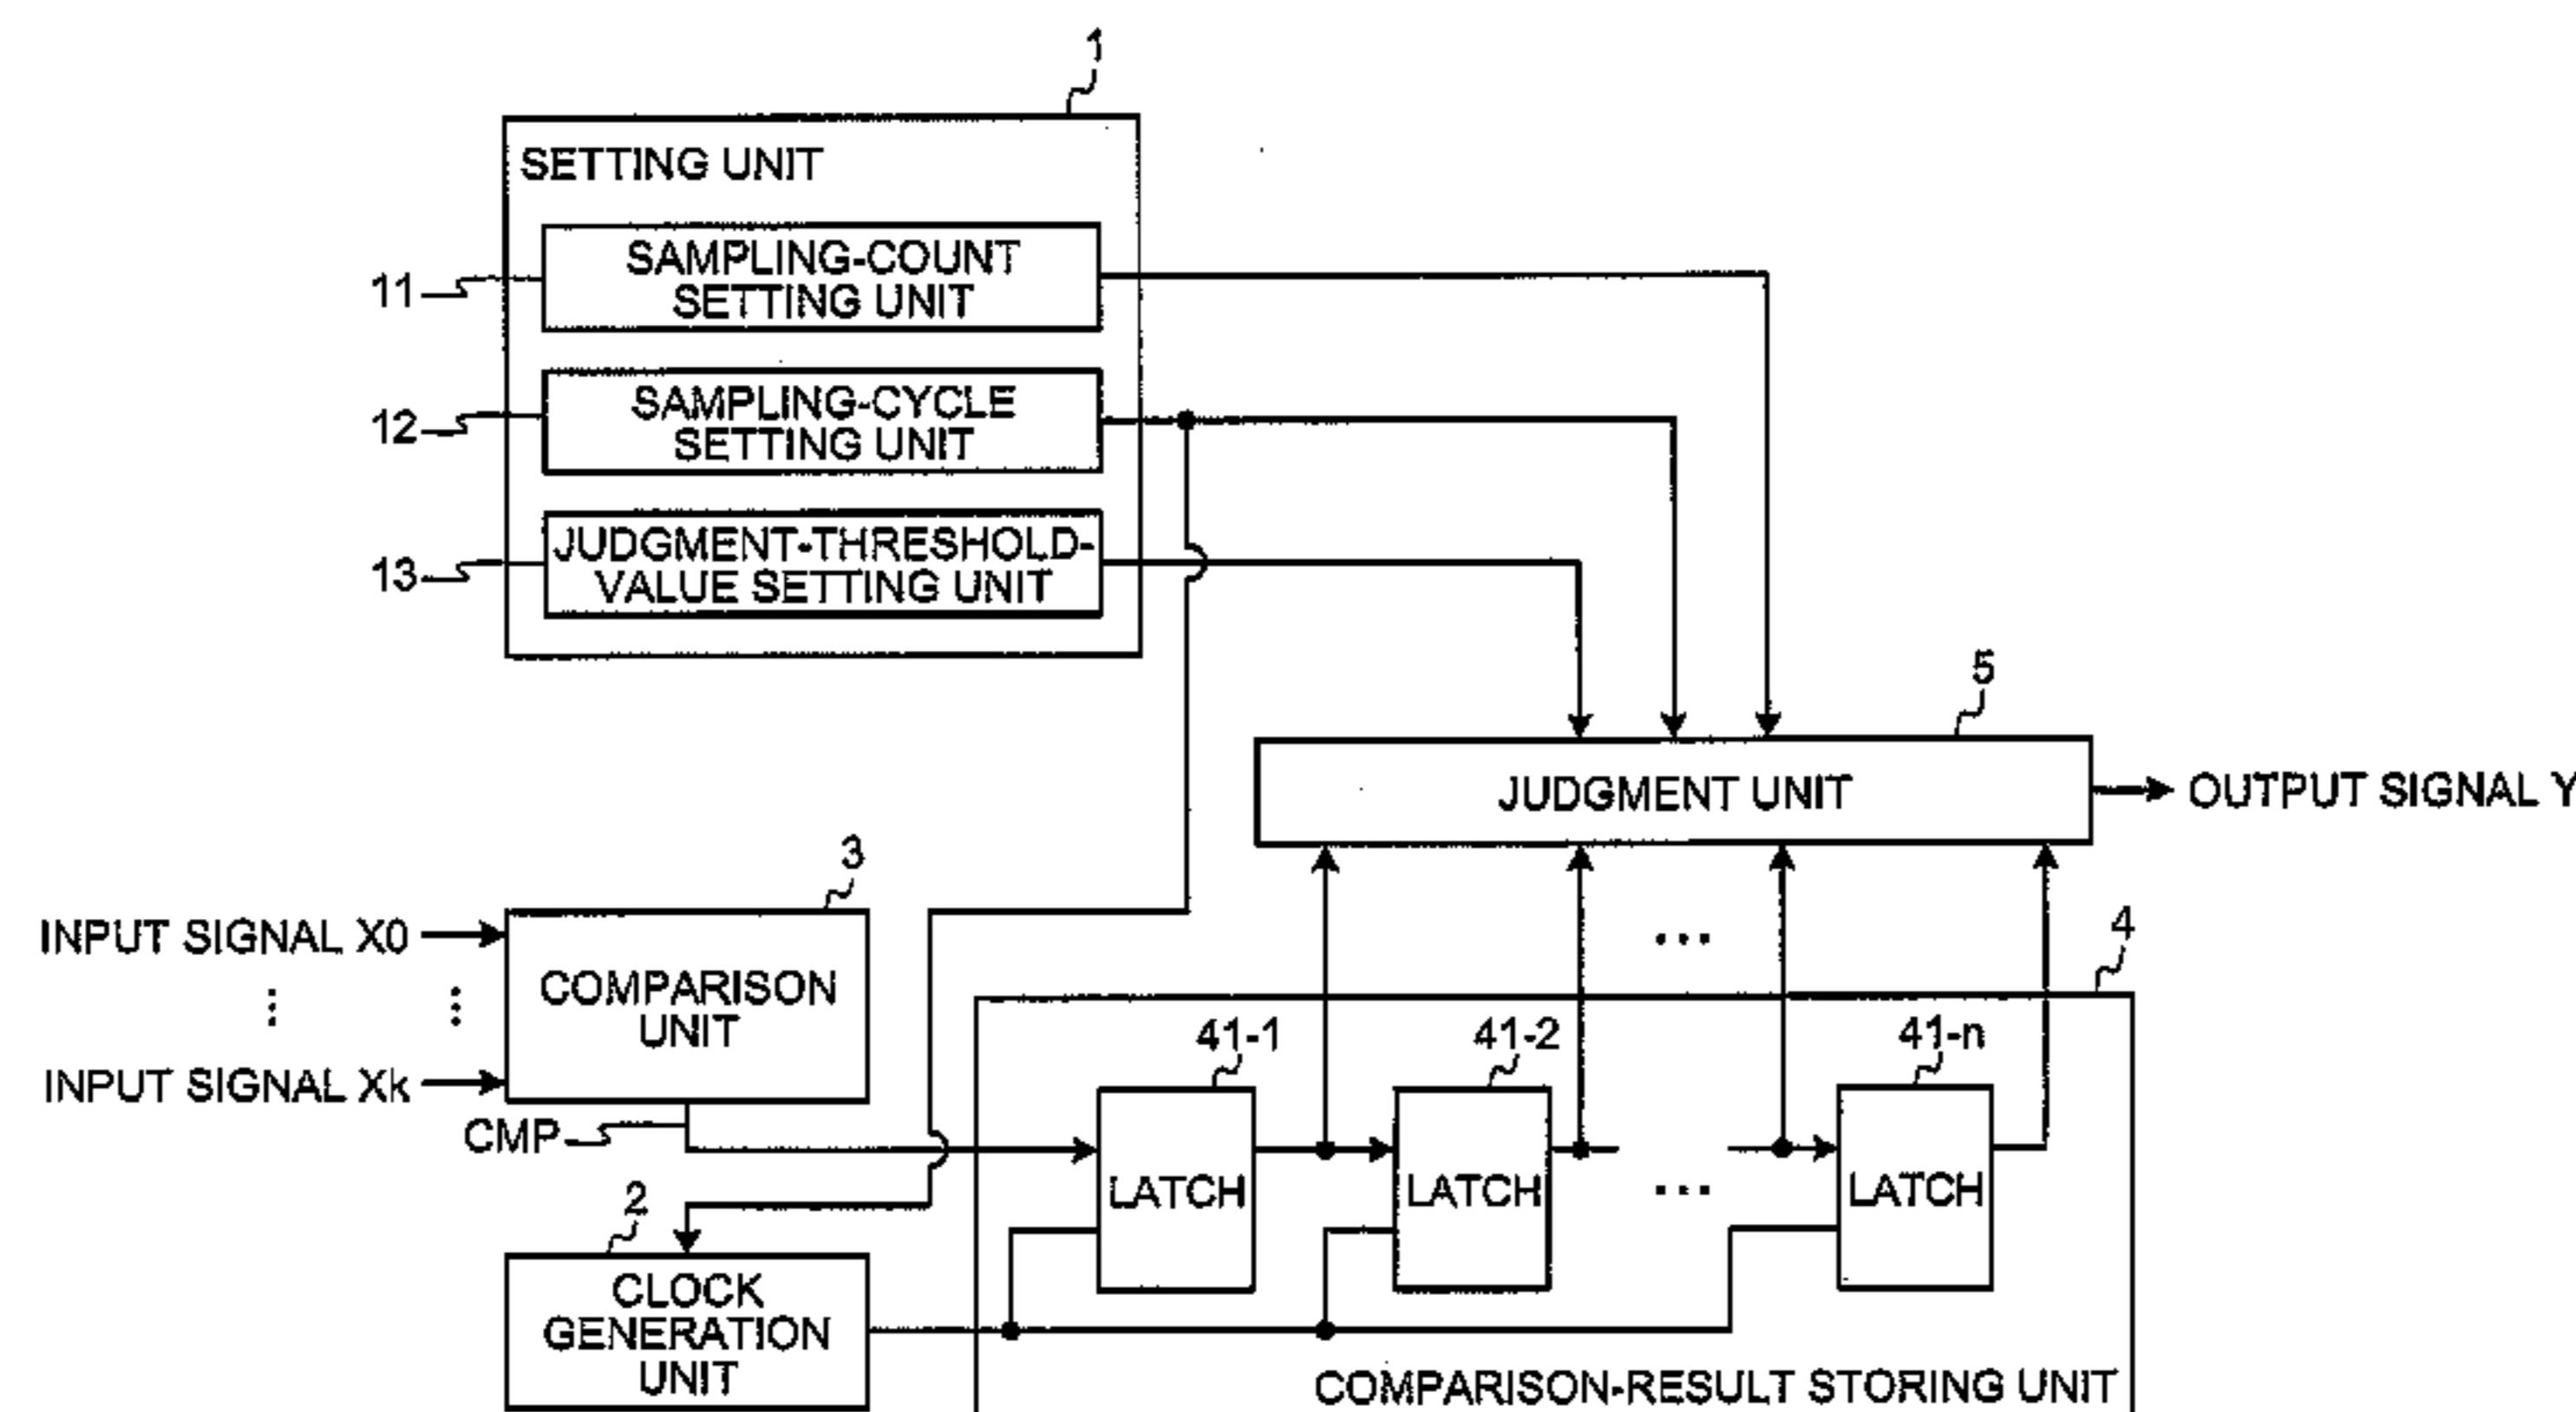 1
SETTING UNIT
11
SAMPLING-COUNT
SETTING UNIT
12
SAMPLING-CYCLE
SETTING UNIT
13
JUDGMENT-THRESHOLD-
VALUE SETTING UNIT
5
JUDGMENT UNIT
OUTPUT SIGNAL Y
3
INPUT SIGNAL X0
COMPARISON
UNIT
INPUT SIGNAL Xk
CMP
4
41-1
41-2
41-n
LATCH
LATCH
LATCH
2
CLOCK
GENERATION
UNIT
COMPARISON-RESULT STORING UNIT